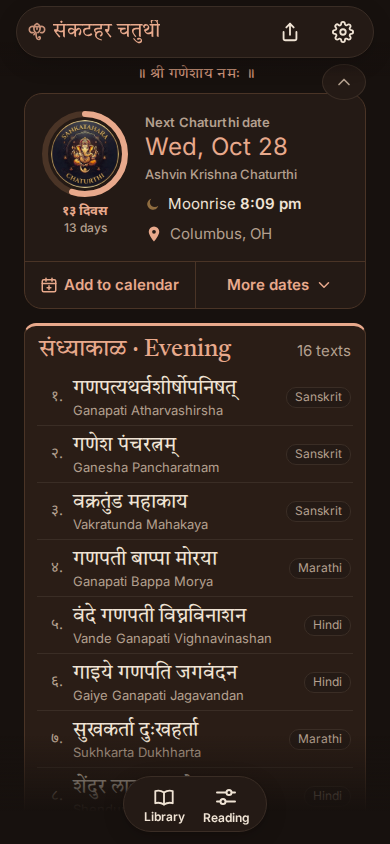 संकटहर चतुर्थी
॥ श्री गणेशाय नमः ॥
SANKATAHARA
CHATURTHI
१३ दिवस
13 days
Next Chaturthi date
Wed, Oct 28
Ashvin Krishna Chaturthi
Moonrise 8:09 pm
Columbus, OH
Add to calendar
More dates
संध्याकाळ · Evening
16 texts
१.
गणपत्यथर्वशीर्षोपनिषत्
Ganapati Atharvashirsha
Sanskrit
२.
गणेश पंचरत्नम्
Ganesha Pancharatnam
Sanskrit
३.
वक्रतुंड महाकाय
Vakratunda Mahakaya
Sanskrit
४.
गणपती बाप्पा मोरया
Ganapati Bappa Morya
Marathi
५.
वंदे गणपती विघ्नविनाशन
Vande Ganapati Vighnavinashan
Hindi
६.
गाइये गणपति जगवंदन
Gaiye Ganapati Jagavandan
Hindi
७.
सुखकर्ता दुःखहर्ता
Sukhkarta Dukhharta
Marathi
८.
शेंदुर
Hindi
Library
Reading